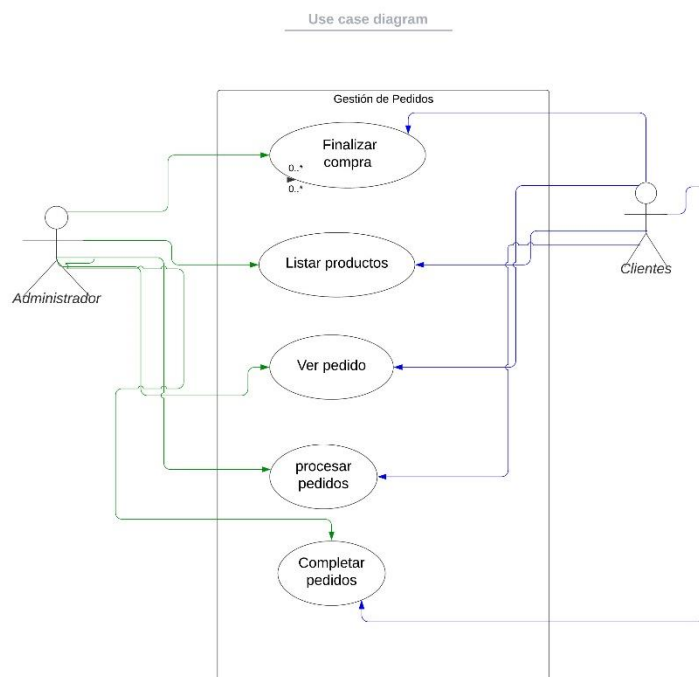 Use case diagram
Gestión de Pedidos
Finalizar
compra
0..*
0..*
Listar productos
Administrador
Clientes
Ver pedido
procesar
pedidos
Completar
pedidos